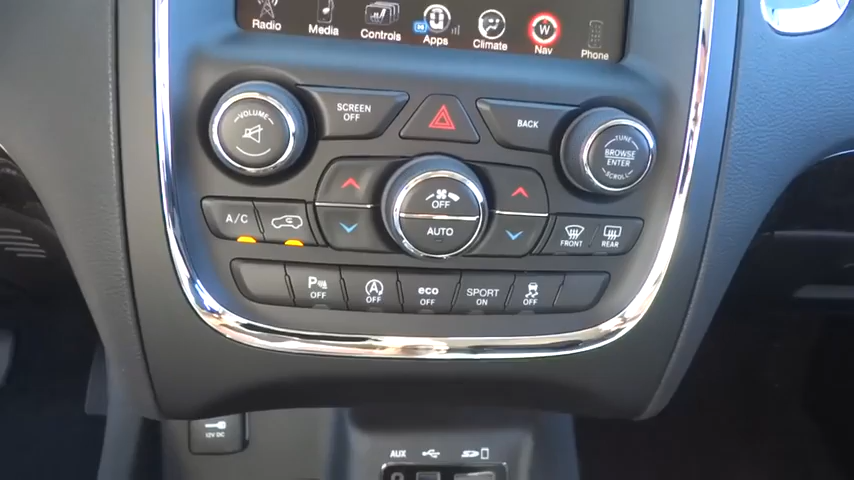 Radio Media Controls Apps Climate Nav Phone
W
VOLUME
SCREEN
OFF
BACK
TUNE
BROWSE
ENTER
SCROLL
OFF
AUTO
A/C
FRONT REAR
P OFF
A OFF
eco
OFF
SPORT
ON
OFF
12V DC
AUX